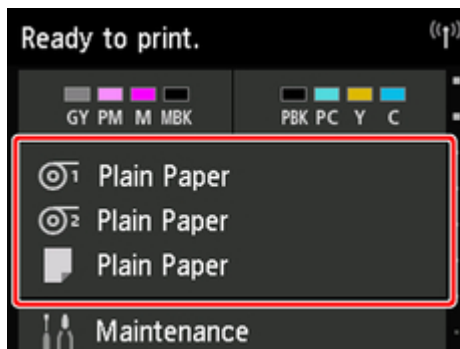 Ready to print.
GY PM M MBK PBK PC Y C
1 Plain Paper
2 Plain Paper
Plain Paper
Maintenance